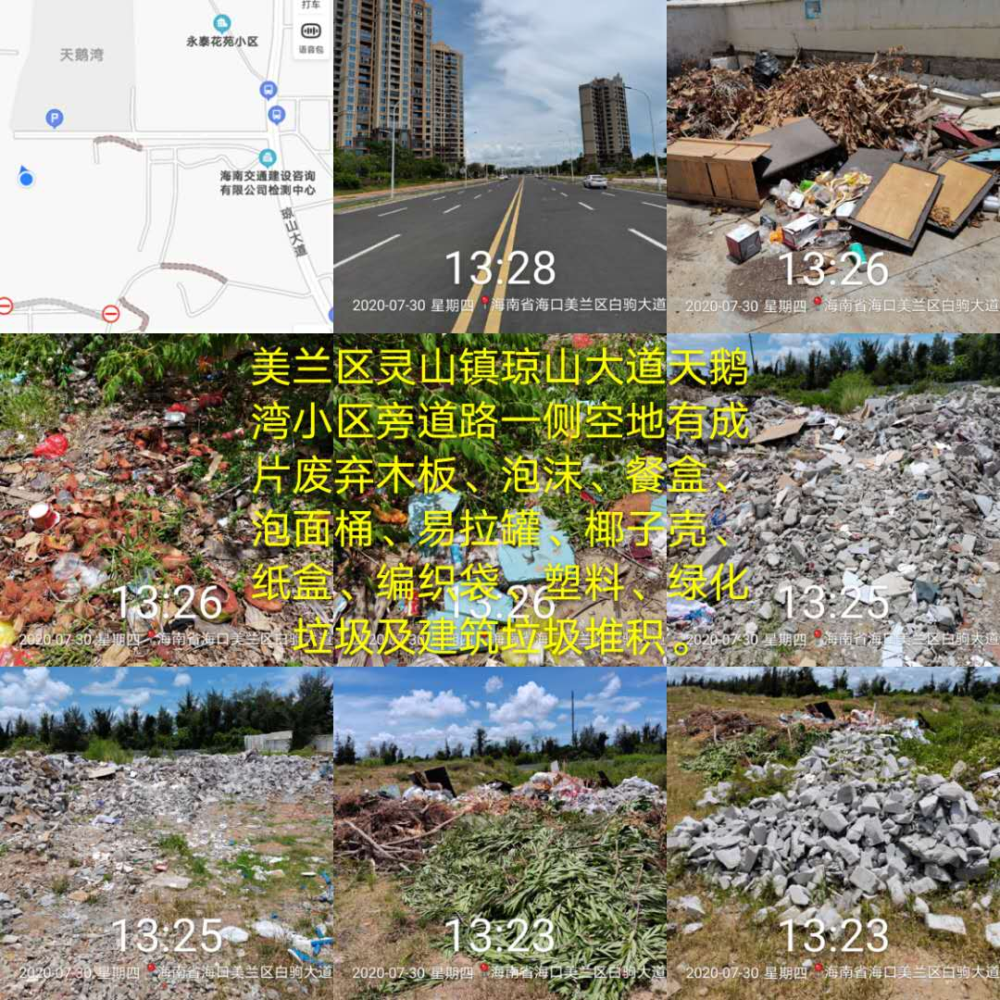 打车
语音包
永泰花苑小区
天鹅湾
P
海南交通建设咨询
有限公司检测中心
琼山大道
13:28
2020-07-30 星期四 海南省海口美兰区白驹大道
13:26
2020-07-30 星期四 海南省海口美兰区白驹大道
美兰区灵山镇琼山大道天鹅
湾小区旁道路一侧空地有成
片废弃木板、泡沫、餐盒、
泡面桶、易拉罐、椰子壳、
纸盒、编织袋、塑料、绿化
垃圾及建筑垃圾堆积。
13:26
2020-07-30 星期四 海南省海口美兰区白驹大道
13:26
2020-07-30 星期四 海南省海口美兰区白驹大道
13:25
2020-07-30 星期四 海南省海口美兰区白驹大道
13:25
2020-07-30 星期四 海南省海口美兰区白驹大道
13:23
2020-07-30 星期四 海南省海口美兰区白驹大道
13:23
2020-07-30 星期四 海南省海口美兰区白驹大道